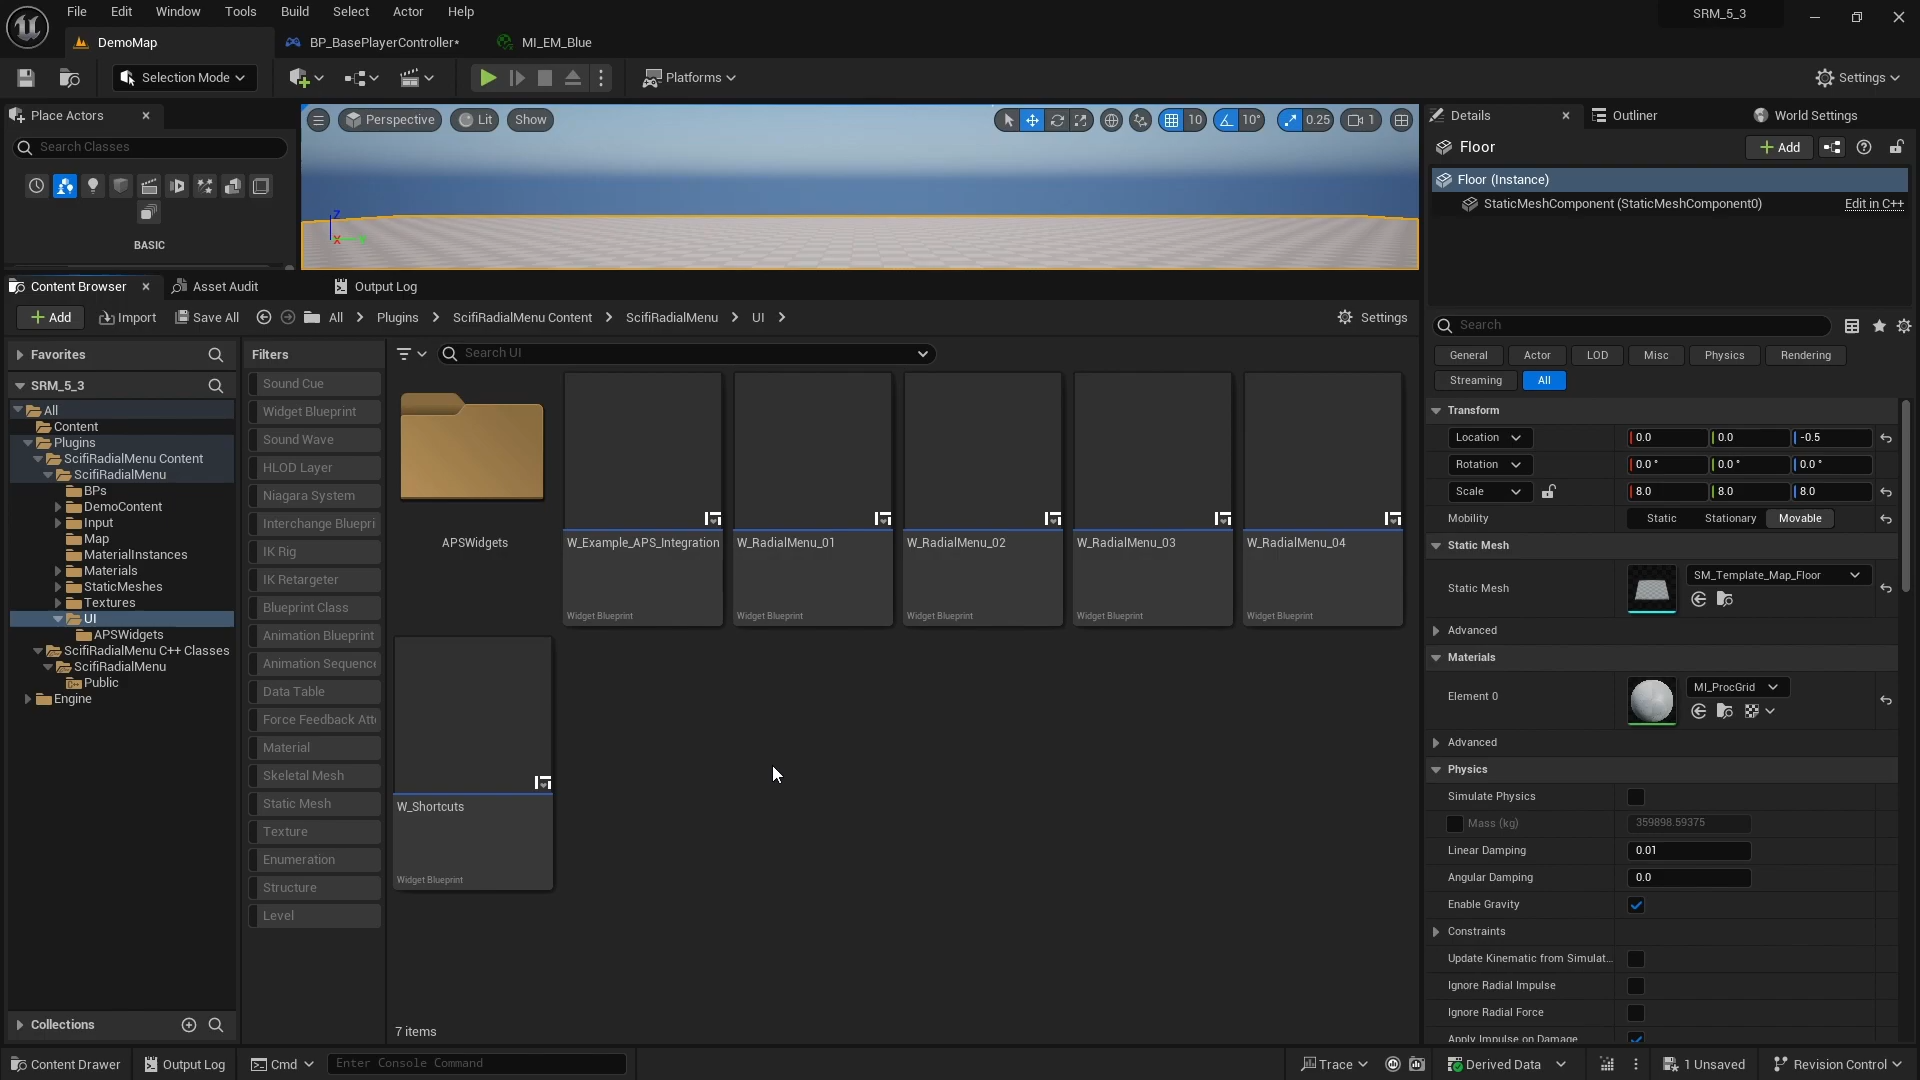 File Edit Window Tools Build Select Actor Help
SRM_5_3
DemoMap
BP_BasePlayerController*
MI_EM_Blue
Selection Mode
Platforms
Settings
Place Actors
Perspective
Lit
Show
10
10°
0.25
1
Details
Outliner
World Settings
Search Classes
Floor
Add
Floor (Instance)
StaticMeshComponent (StaticMeshComponent0)
Edit in C++
BASIC
Z
X
Content Browser
Asset Audit
Output Log
Add
Import
Save All
All
Plugins
ScifiRadialMenu Content
ScifiRadialMenu
UI
Settings
Search
Favorites
Filters
Search UI
General
Actor
LOD
Misc
Physics
Rendering
Streaming
All
SRM_5_3
All
Content
Plugins
ScifiRadialMenu Content
ScifiRadialMenu
BPs
DemoContent
Input
Map
MaterialInstances
Materials
StaticMeshes
Textures
UI
APSWidgets
ScifiRadialMenu C++ Classes
ScifiRadialMenu
Public
Engine
Sound Cue
Widget Blueprint
Sound Wave
HLOD Layer
Niagara System
Interchange Bluepri
IK Rig
IK Retargeter
Blueprint Class
Animation Blueprint
Animation Sequence
Data Table
Force Feedback Att
Material
Skeletal Mesh
Static Mesh
Texture
Enumeration
Structure
Level
APSWidgets
W_Example_APS_Integration
Widget Blueprint
W_RadialMenu_01
Widget Blueprint
W_RadialMenu_02
Widget Blueprint
W_RadialMenu_03
Widget Blueprint
W_RadialMenu_04
Widget Blueprint
W_Shortcuts
Widget Blueprint
7 items
Transform
Location 0.0 0.0 -0.5
Rotation 0.0 ° 0.0 ° 0.0 °
Scale 8.0 8.0 8.0
Mobility Static Stationary Movable
Static Mesh
Static Mesh
SM_Template_Map_Floor
Advanced
Materials
Element 0
MI_ProcGrid
Advanced
Physics
Simulate Physics
Mass (kg) 359898.59375
Linear Damping 0.01
Angular Damping 0.0
Enable Gravity
Constraints
Update Kinematic from Simulat...
Ignore Radial Impulse
Ignore Radial Force
Apply Impulse on Damage
Collections
Content Drawer
Output Log
Cmd
Enter Console Command
Trace
Derived Data
1 Unsaved
Revision Control